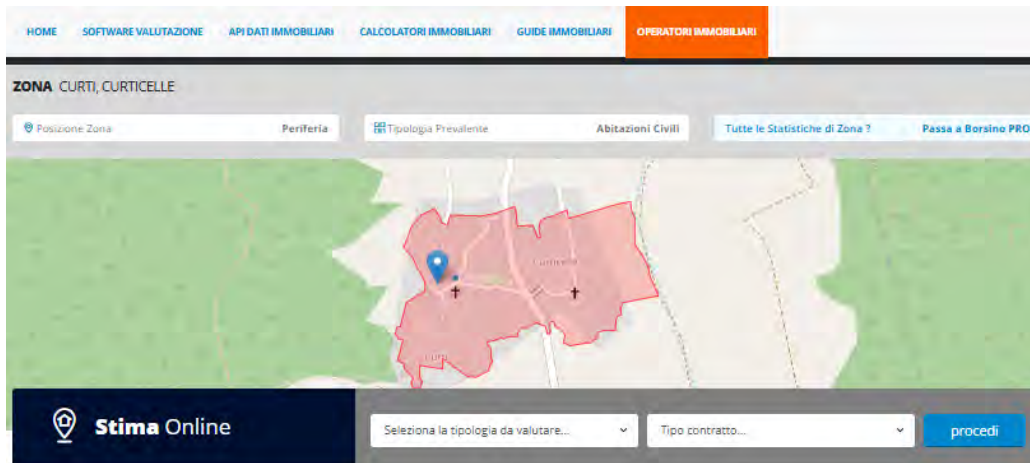 HOME SOFTWARE VALUTAZIONE API DATI IMMOBILIARI CALCOLATORI IMMOBILIARI GUIDE IMMOBILIARI OPERATORI IMMOBILIARI
ZONA CURTI, CURTICELLE
Posizione Zona Periferia Tipologia Prevalente Abitazioni Civili Tutte le Statistiche di Zona ? Passa a Borsino PRO
Curticelle
Curti
Stima Online Seleziona la tipologia da valutare... Tipo contratto... procedi